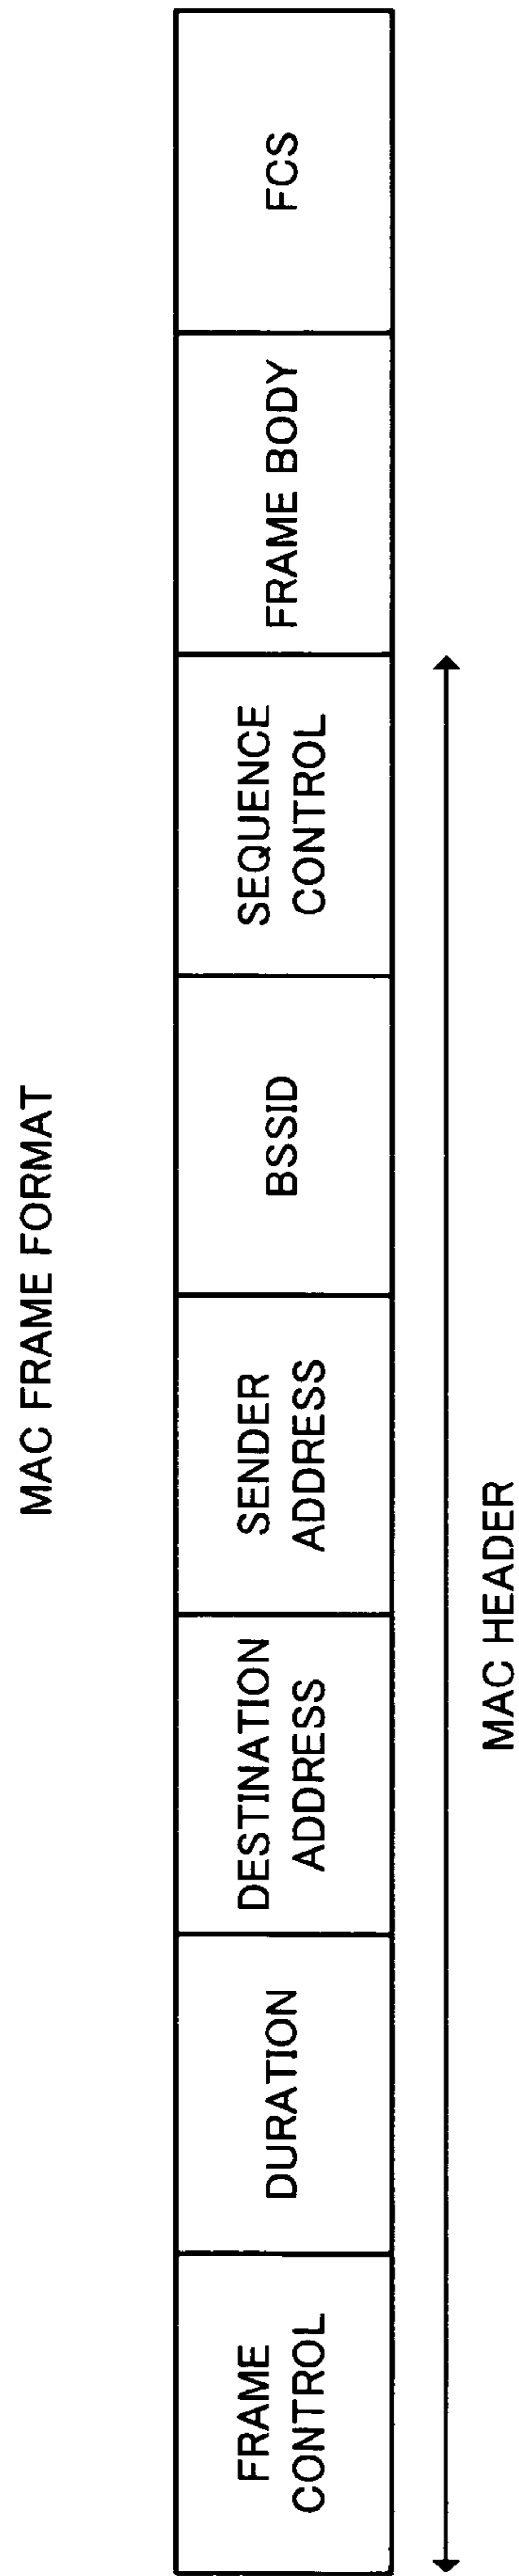 MAC FRAME FORMAT
FRAME
CONTROL
DURATION
DESTINATION
ADDRESS
SENDER
ADDRESS
BSSID
SEQUENCE
CONTROL
FRAME BODY
FCS
MAC HEADER